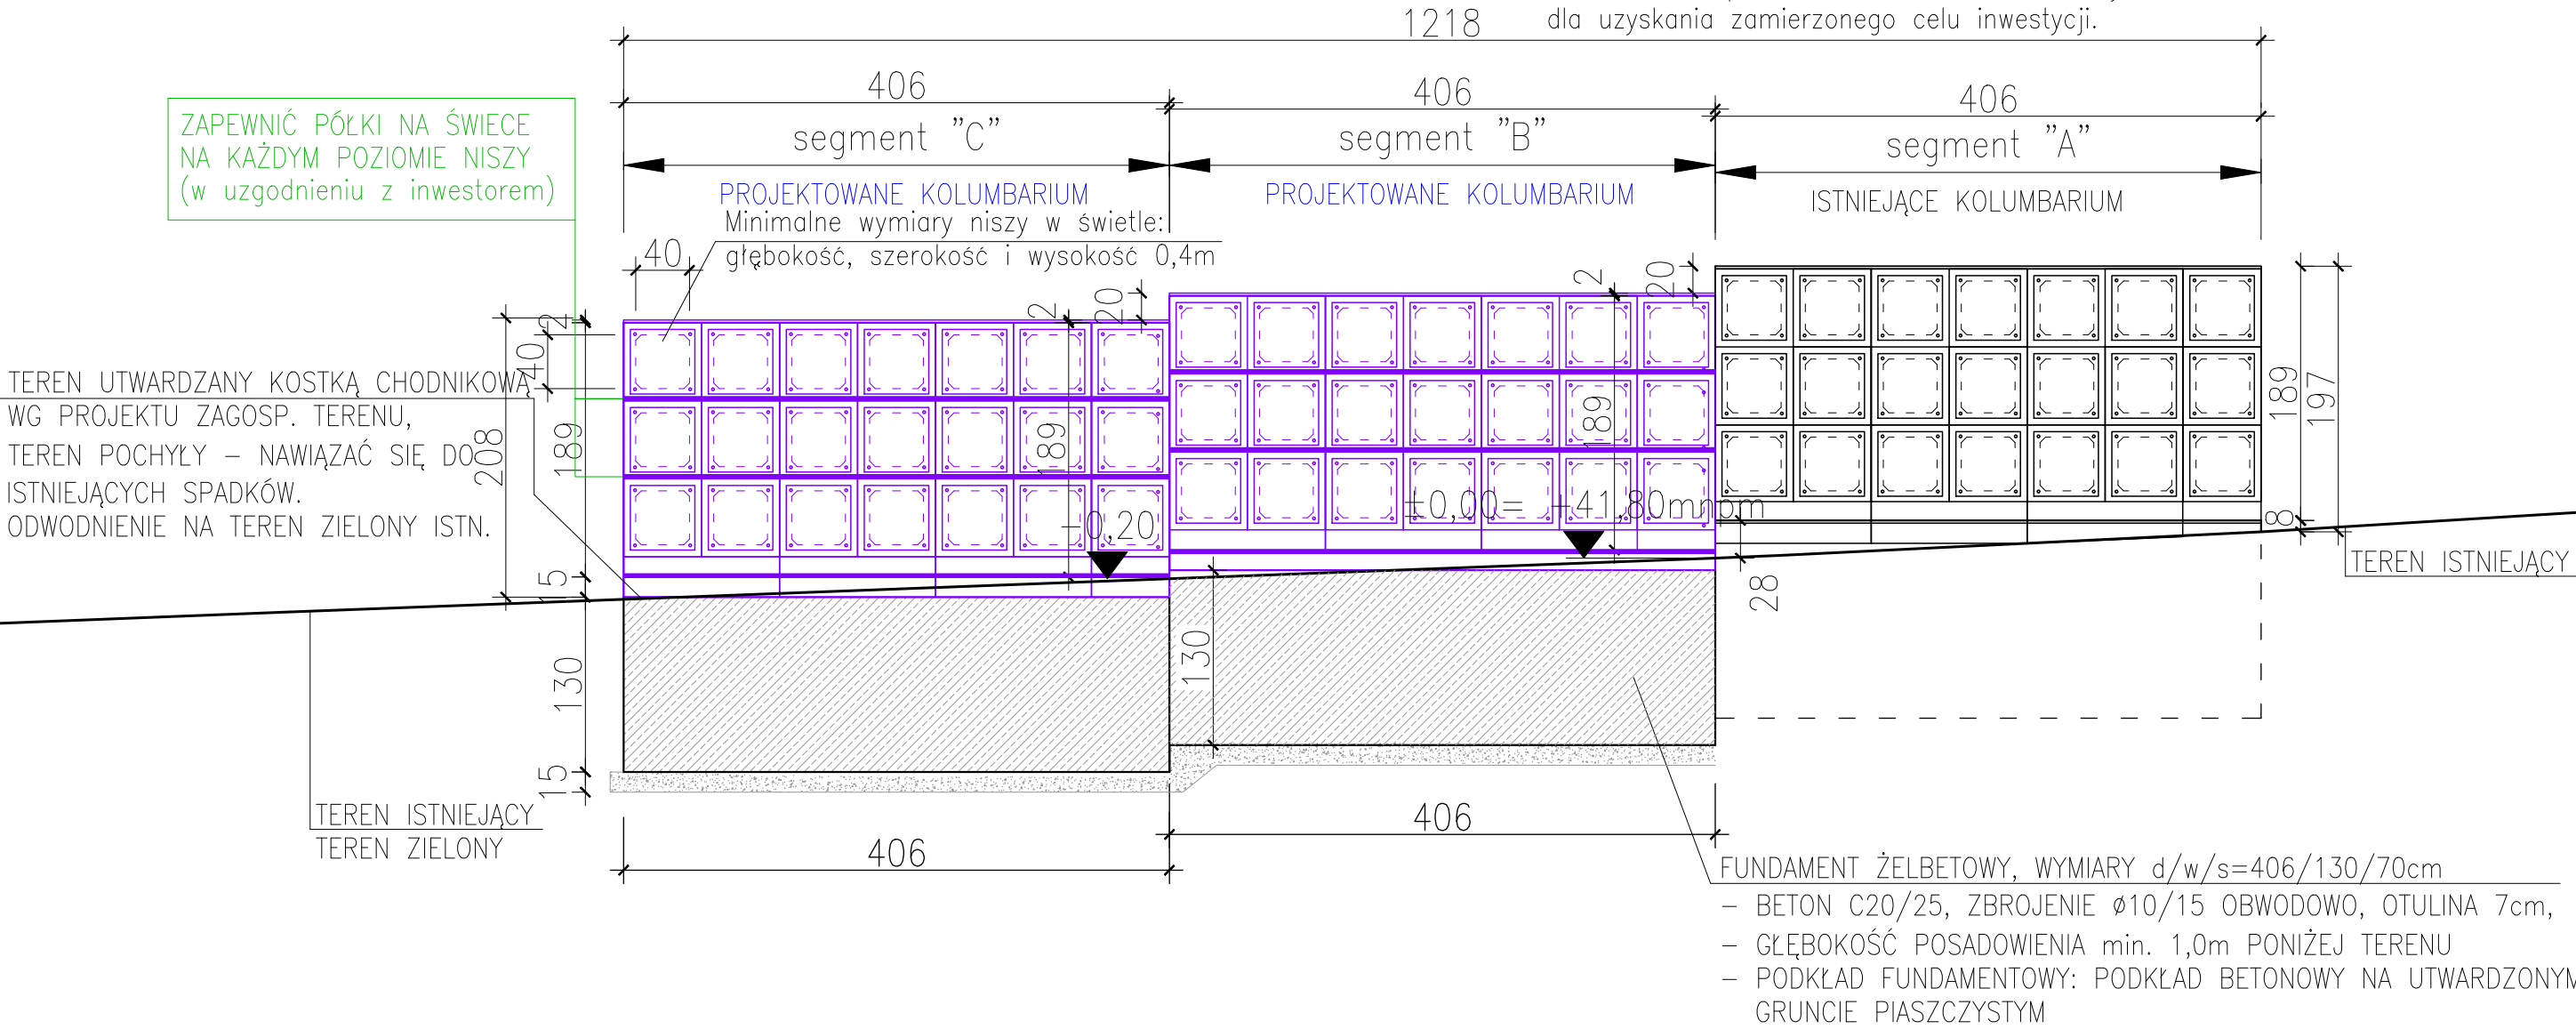 1218
dla uzyskania zamierzonego celu inwestycji.
406
406
406
segment "C"
segment "B"
segment "A"
PROJEKTOWANE KOLUMBARIUM
PROJEKTOWANE KOLUMBARIUM
ISTNIEJĄCE KOLUMBARIUM
ZAPEWNIĆ PÓŁKI NA ŚWIECE
NA KAŻDYM POZIOMIE NISZY
(w uzgodnieniu z inwestorem)
Minimalne wymiary niszy w świetle:
głębokość, szerokość i wysokość 0,4m
40
2
20
2
20
2
40
TEREN UTWARDZANY KOSTKĄ CHODNIKOWĄ
WG PROJEKTU ZAGOSP. TERENU,
TEREN POCHYŁY – NAWIĄZAĆ SIĘ DO
ISTNIEJĄCYCH SPADKÓW.
ODWODNIENIE NA TEREN ZIELONY ISTN.
208
189
189
189
189
197
-0,20
±0,00= +41,80mnpm
8
28
TEREN ISTNIEJĄCY
15
130
130
15
TEREN ISTNIEJĄCY
TEREN ZIELONY
406
406
FUNDAMENT ŻELBETOWY, WYMIARY d/w/s=406/130/70cm
– BETON C20/25, ZBROJENIE ø10/15 OBWODOWO, OTULINA 7cm,
– GŁĘBOKOŚĆ POSADOWIENIA min. 1,0m PONIŻEJ TERENU
– PODKŁAD FUNDAMENTOWY: PODKŁAD BETONOWY NA UTWARDZONYM
GRUNCIE PIASZCZYSTYM